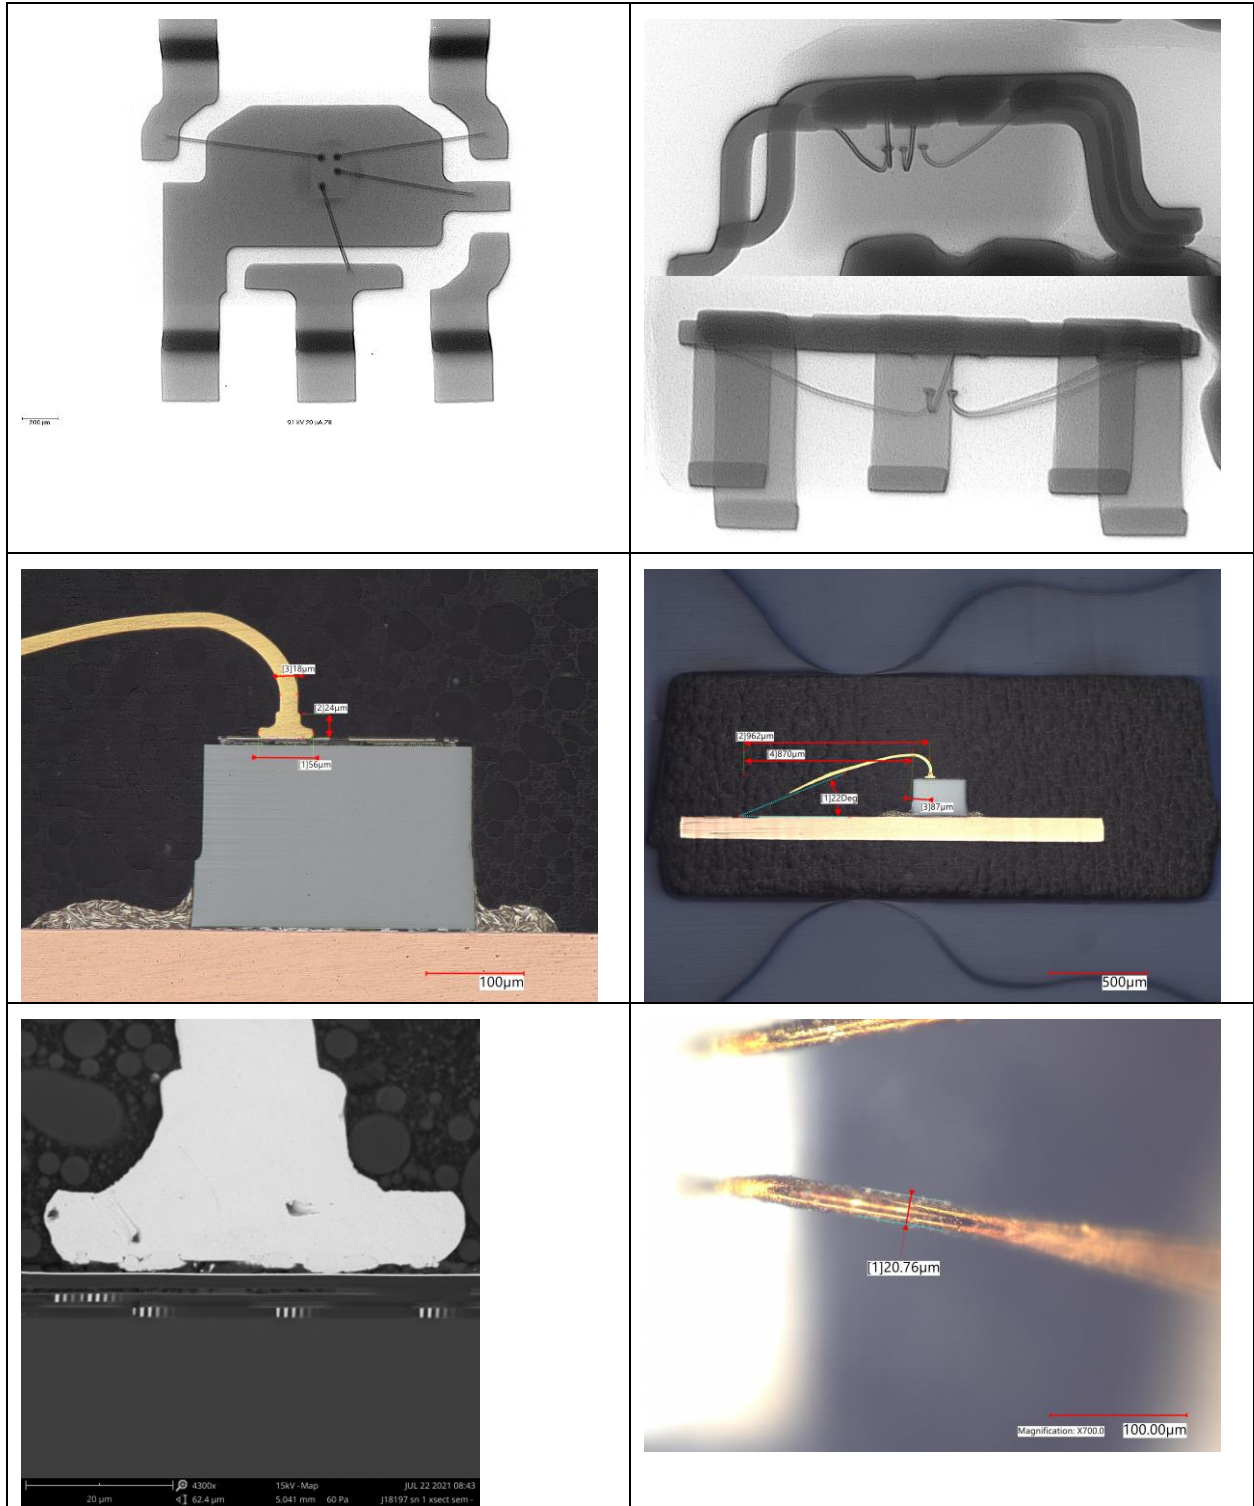 200 µm
91 kV 20 µA Z8
[3]18µm
[2]24µm
[1]56µm
100µm
[2]962µm
[4]870µm
[1]22Deg
[3]87µm
500µm
4300x
15kV - Map
JUL 22 2021 08:43
20 µm
62.4 µm
5.041 mm
60 Pa
J18197 sn 1 xsect sem -
[1]20.76µm
Magnification: X700.0
100.00µm